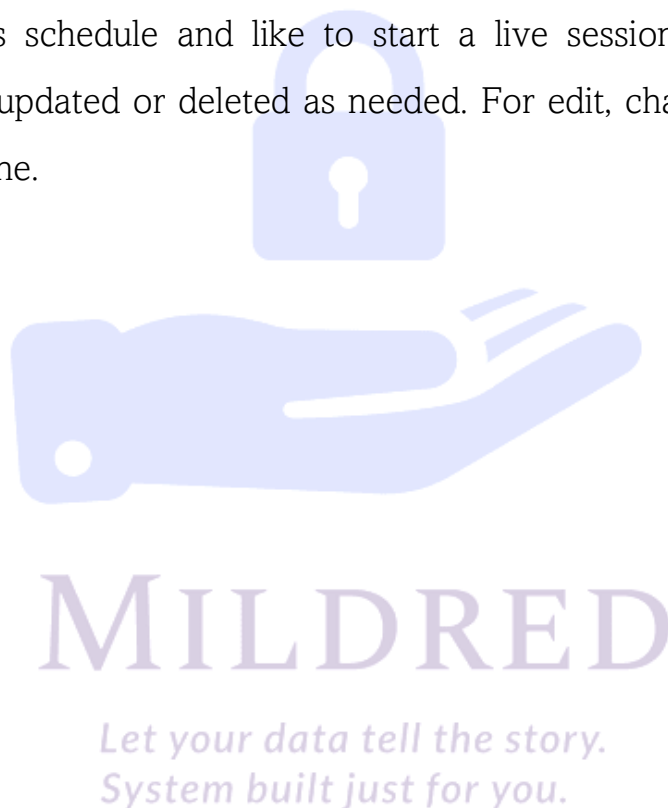 s schedule and like to start a live session
updated or deleted as needed. For edit, cha
ne.
MILDRED
Let your data tell the story.
System built just for you.